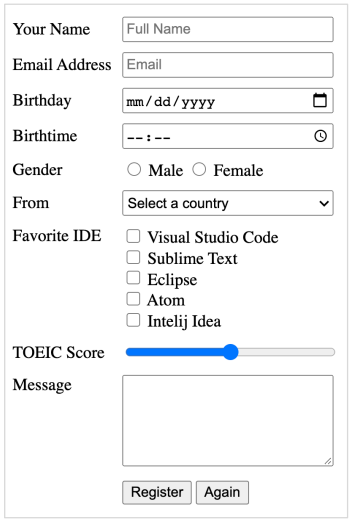 Your Name Full Name
Email Address Email
Birthday mm/dd/yyyy
Birthtime --:--
Gender Male Female
From Select a country
Favorite IDE Visual Studio Code
Sublime Text
Eclipse
Atom
Intelij Idea
TOEIC Score
Message
Register Again